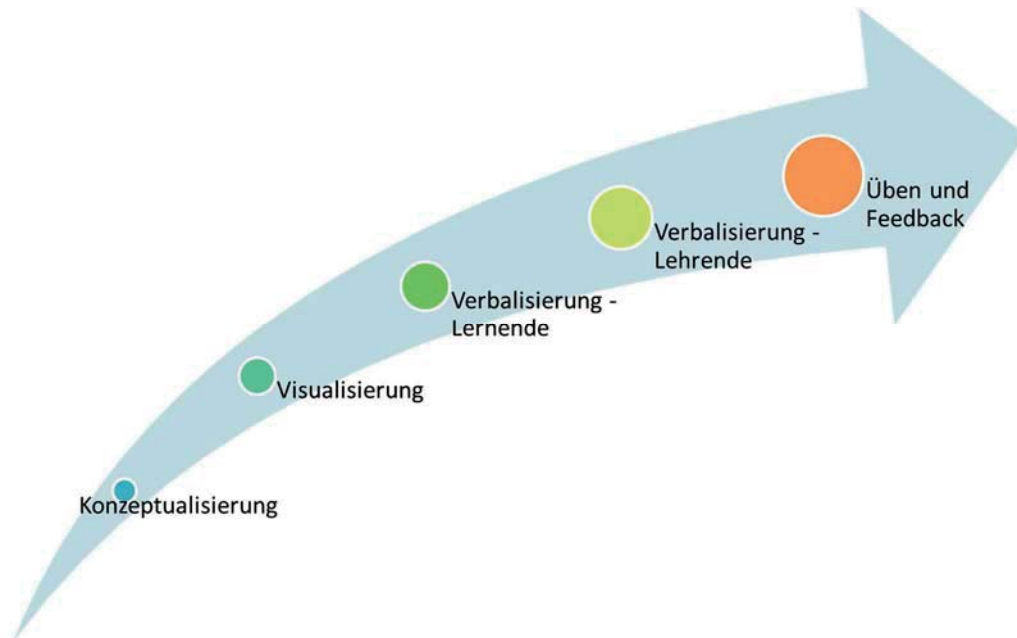 Üben und
Feedback
Verbalisierung -
Lehrende
Verbalisierung -
Lernende
Visualisierung
Konzeptualisierung